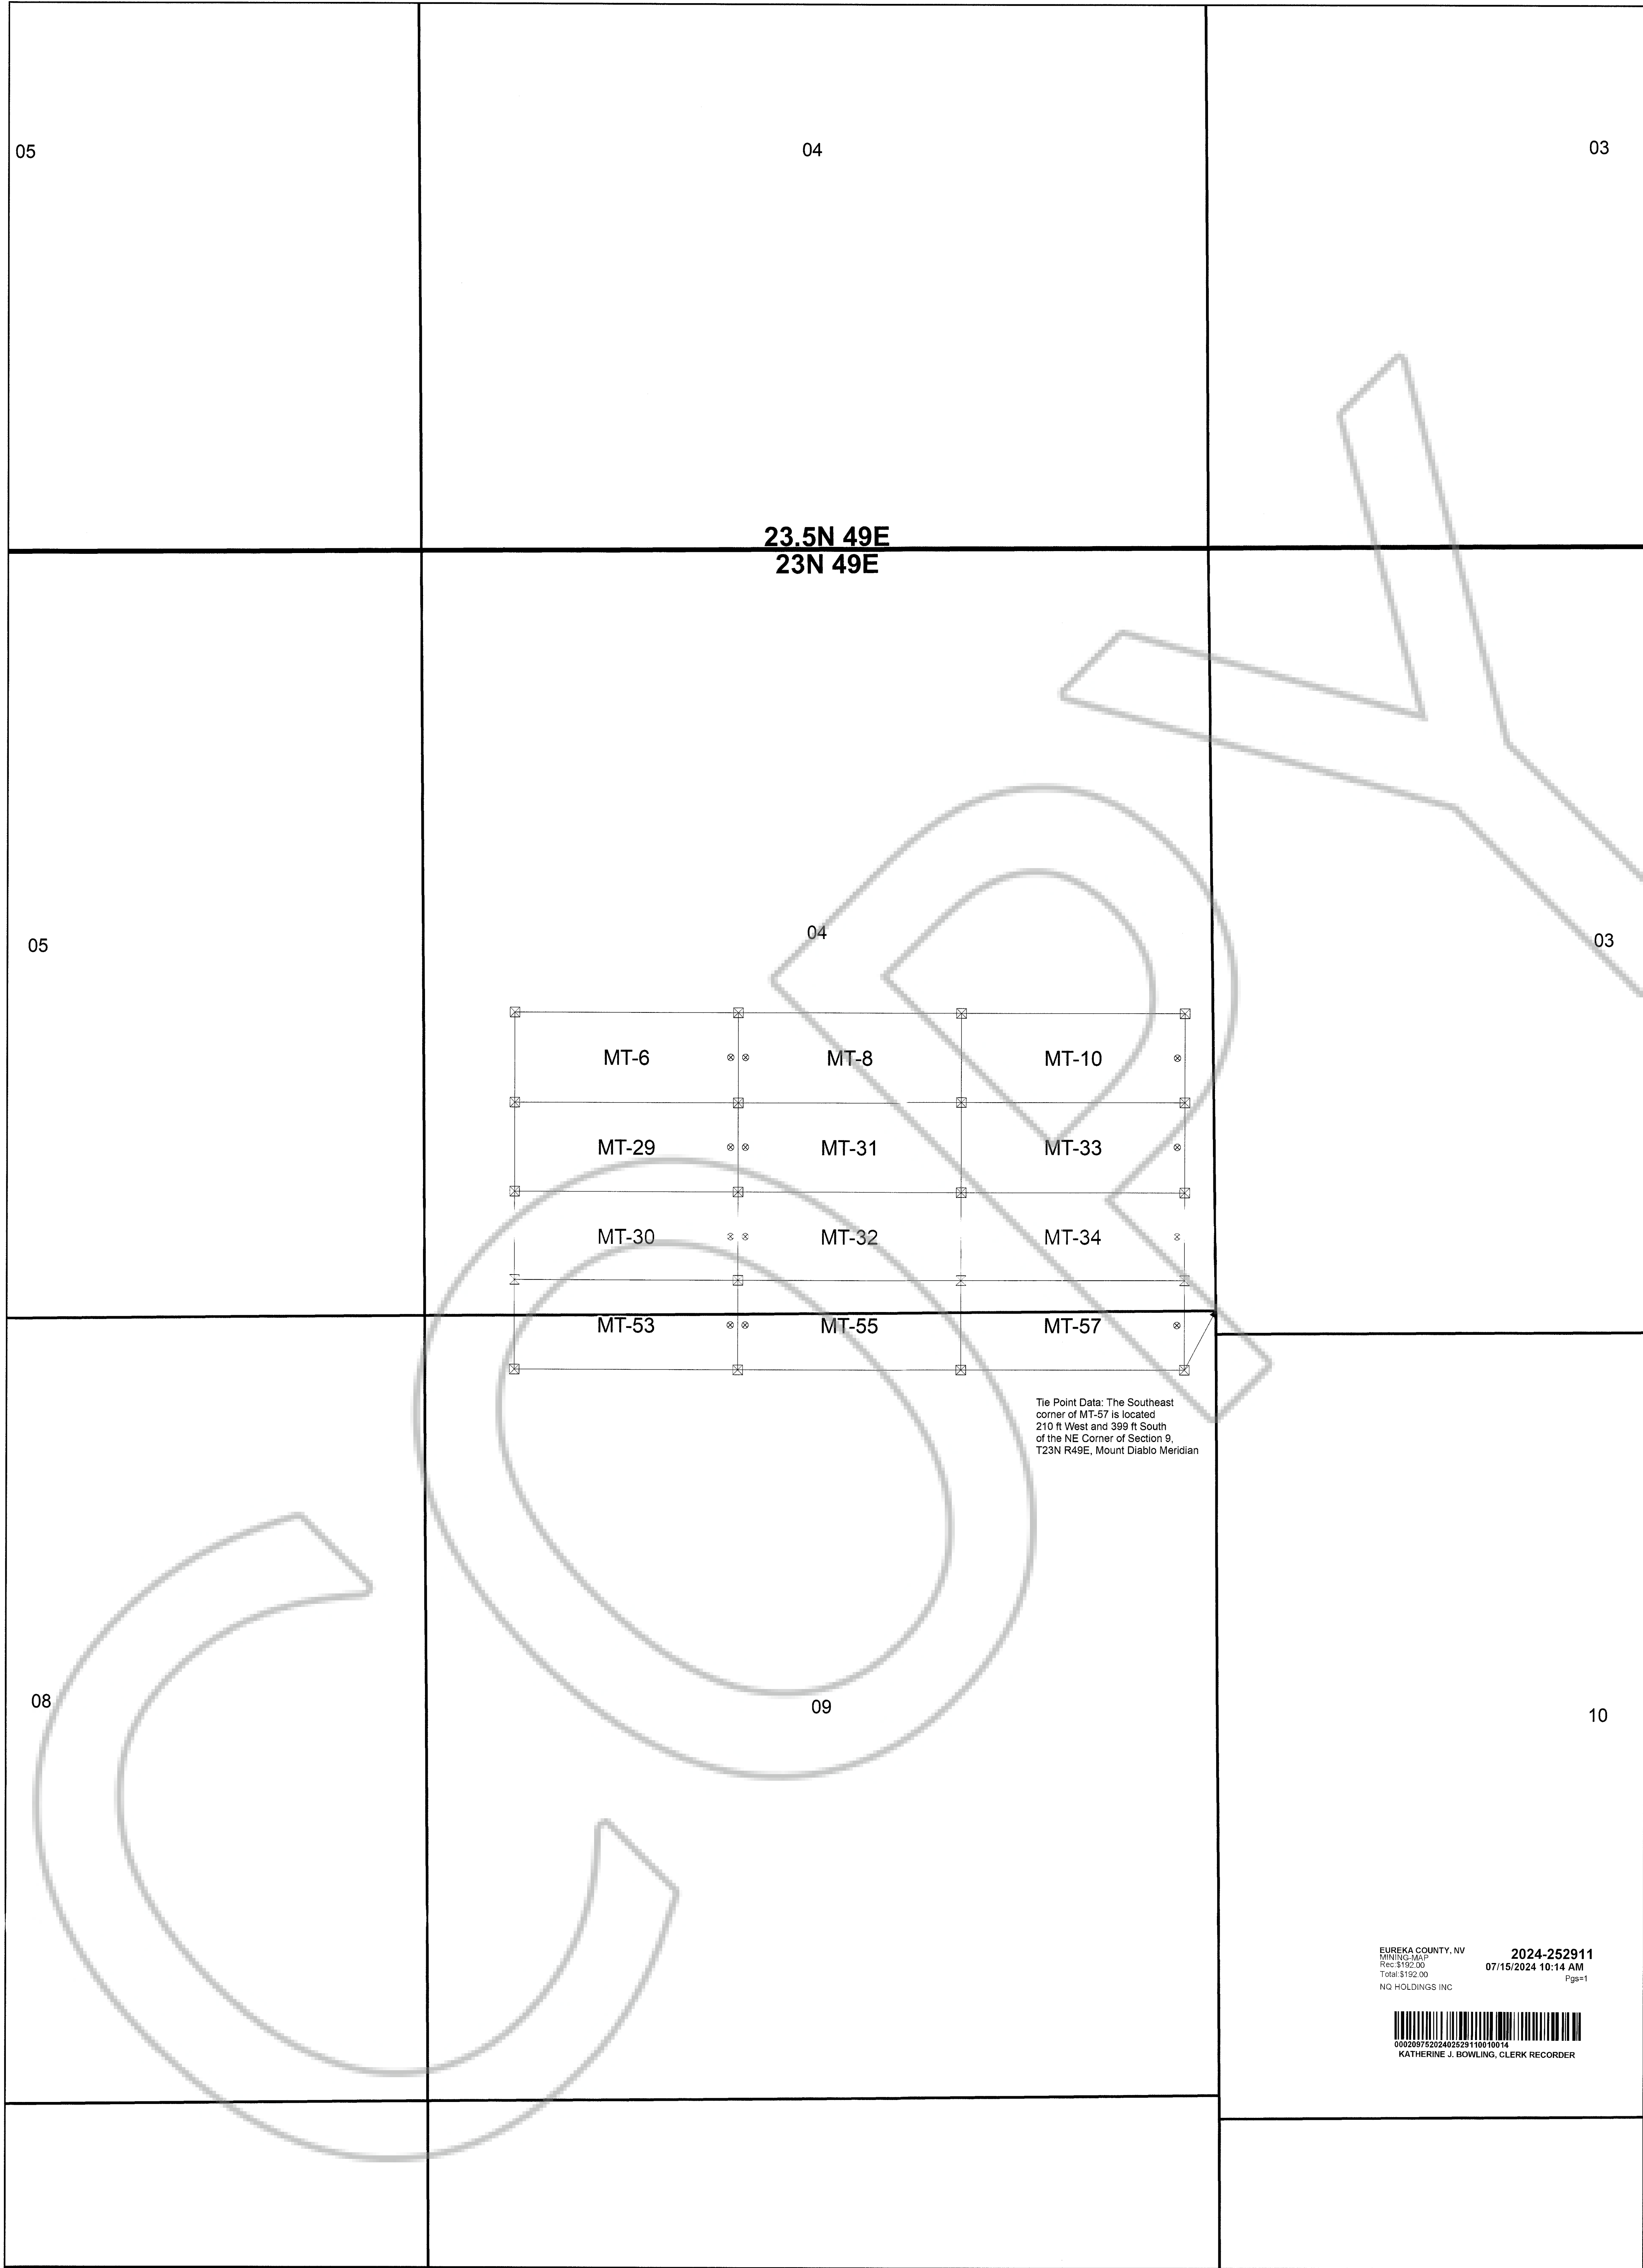 05
04
03
23.5N 49E
23N 49E
05
04
03
MT-6
MT-8
MT-10
MT-29
MT-31
MT-33
MT-30
MT-32
MT-34
MT-53
MT-55
MT-57
Tie Point Data: The Southeast
corner of MT-57 is located
210 ft West and 399 ft South
of the NE Corner of Section 9,
T23N R49E, Mount Diablo Meridian
08
09
10
EUREKA COUNTY, NV
MINING-MAP
Rec:$192.00
Total:$192.00
NQ HOLDINGS INC
2024-252911
07/15/2024 10:14 AM
Pgs=1
00020975202402529110010014
KATHERINE J. BOWLING, CLERK RECORDER
COPY